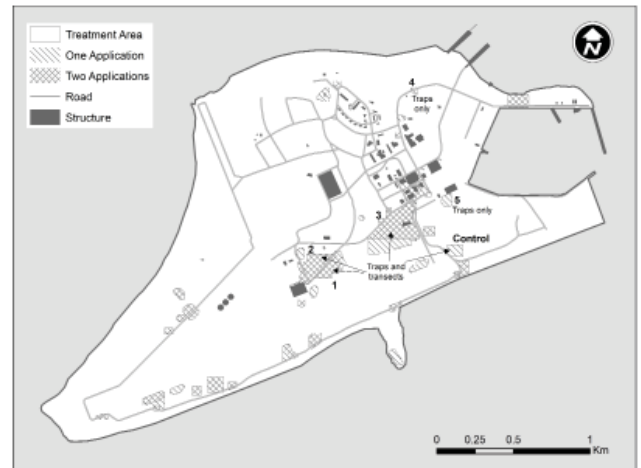 Treatment Area
One Application
Two Applications
Road
Structure
N
4
Traps
only
5
Traps only
3
Control
2
Traps and
transects
1
0 0.25 0.5 1
Km